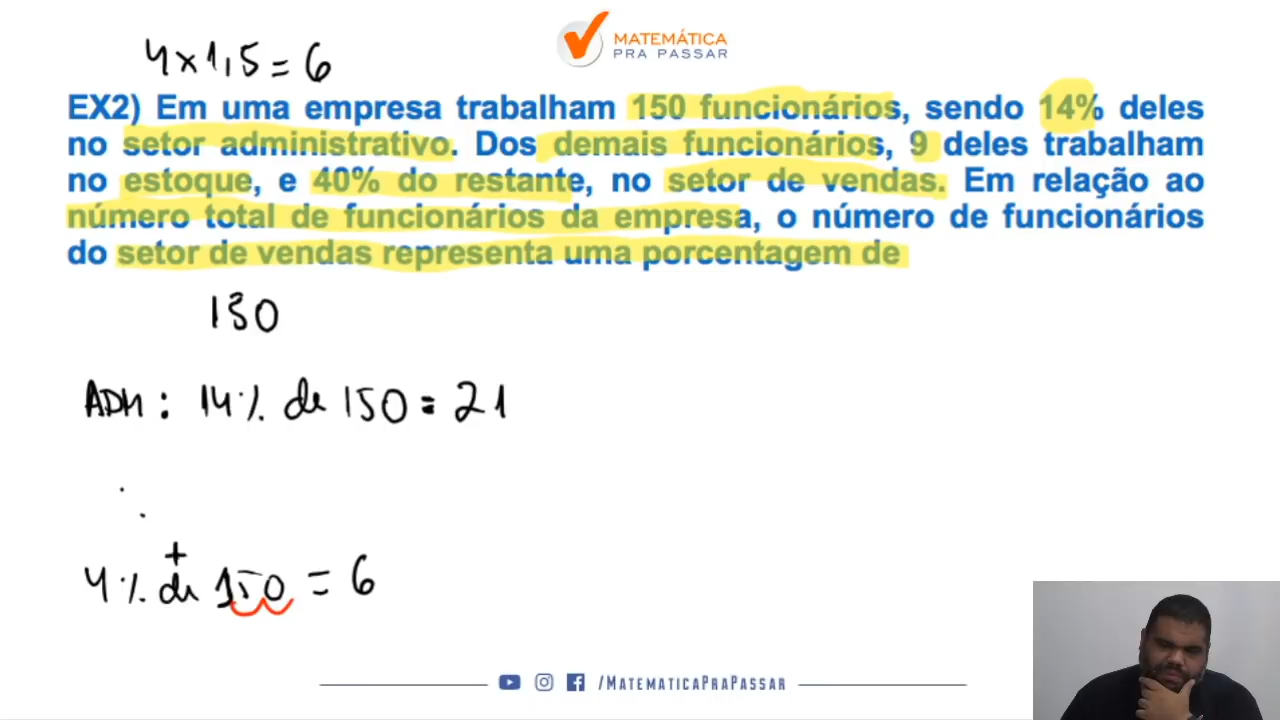 4x1,5=6
MATEMÁTICA
PRA PASSAR
EX2) Em uma empresa trabalham 150 funcionários, sendo 14% deles
no setor administrativo. Dos demais funcionários, 9 deles trabalham
no estoque, e 40% do restante, no setor de vendas. Em relação ao
número total de funcionários da empresa, o número de funcionários
do setor de vendas representa uma porcentagem de
150
ADM: 14% de 150=21
+
4% de 150 = 6
/MATEMATICAPRAPASSAR